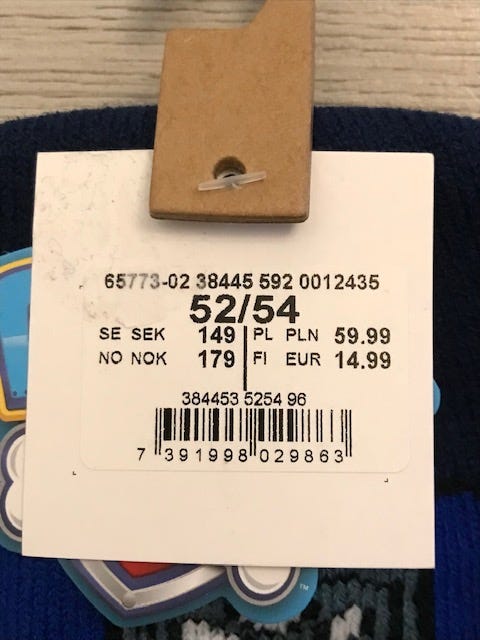 65773-02 38445 592 0012435
52/54
SE SEK 149 PL PLN 59.99
NO NOK 179 FI EUR 14.99
384453 5254 96
7 391998 029863
TM